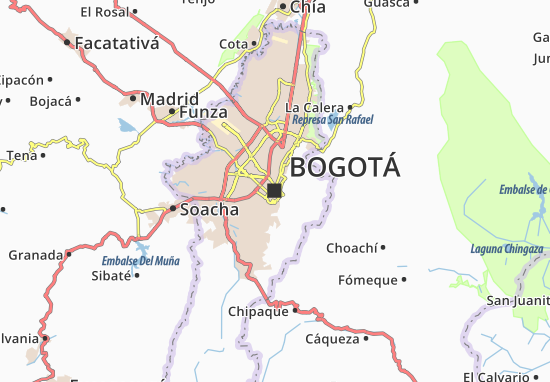 Tenjo
Guasca
El Rosal
Chía
Facatativá
Cota
Ga
Jun
Zipacón
Bojacá
Madrid
Funza
La Calera
Represa San Rafael
Tena
BOGOTÁ
Embalse de
Soacha
Choachí
Laguna Chingaza
Granada
Embalse Del Muña
Sibaté
Fómeque
San Juanit
Chipaque
lvania
Cáqueza
El Calvario